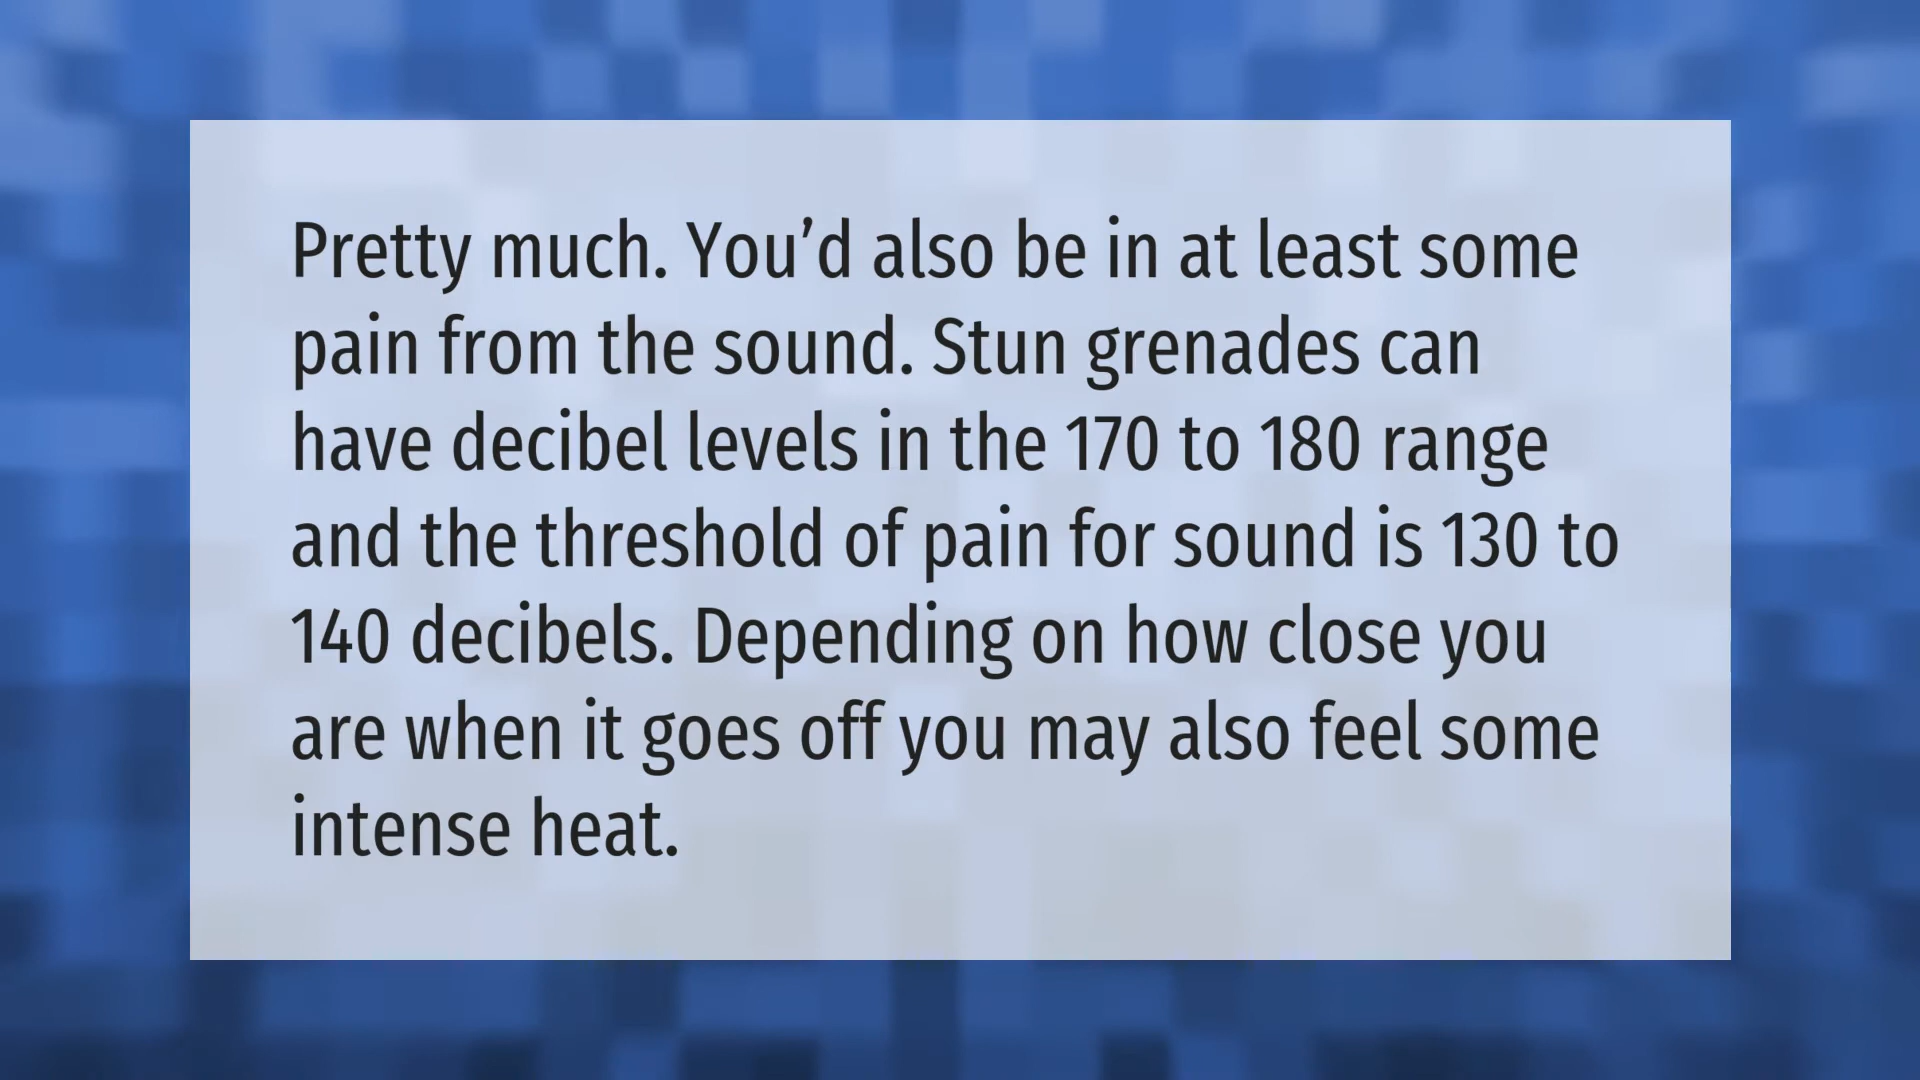 Pretty much. You’d also be in at least some
pain from the sound. Stun grenades can
have decibel levels in the 170 to 180 range
and the threshold of pain for sound is 130 to
140 decibels. Depending on how close you
are when it goes off you may also feel some
intense heat.